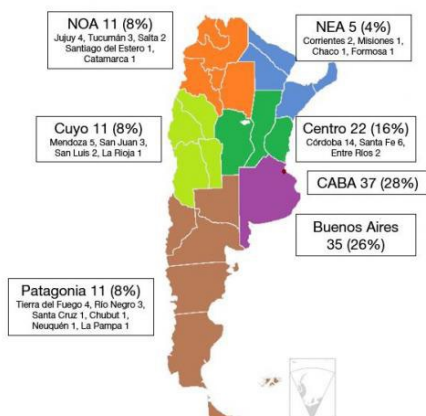 NOA 11 (8%)
Jujuy 4, Tucumán 3, Salta 2
Santiago del Estero 1,
Catamarca 1
NEA 5 (4%)
Corrientes 2, Misiones 1,
Chaco 1, Formosa 1
Cuyo 11 (8%)
Mendoza 5, San Juan 3,
San Luis 2, La Rioja 1
Centro 22 (16%)
Córdoba 14, Santa Fe 6,
Entre Ríos 2
CABA 37 (28%)
Buenos Aires
35 (26%)
Patagonia 11 (8%)
Tierra del Fuego 4, Río Negro 3,
Santa Cruz 1, Chubut 1,
Neuquén 1, La Pampa 1